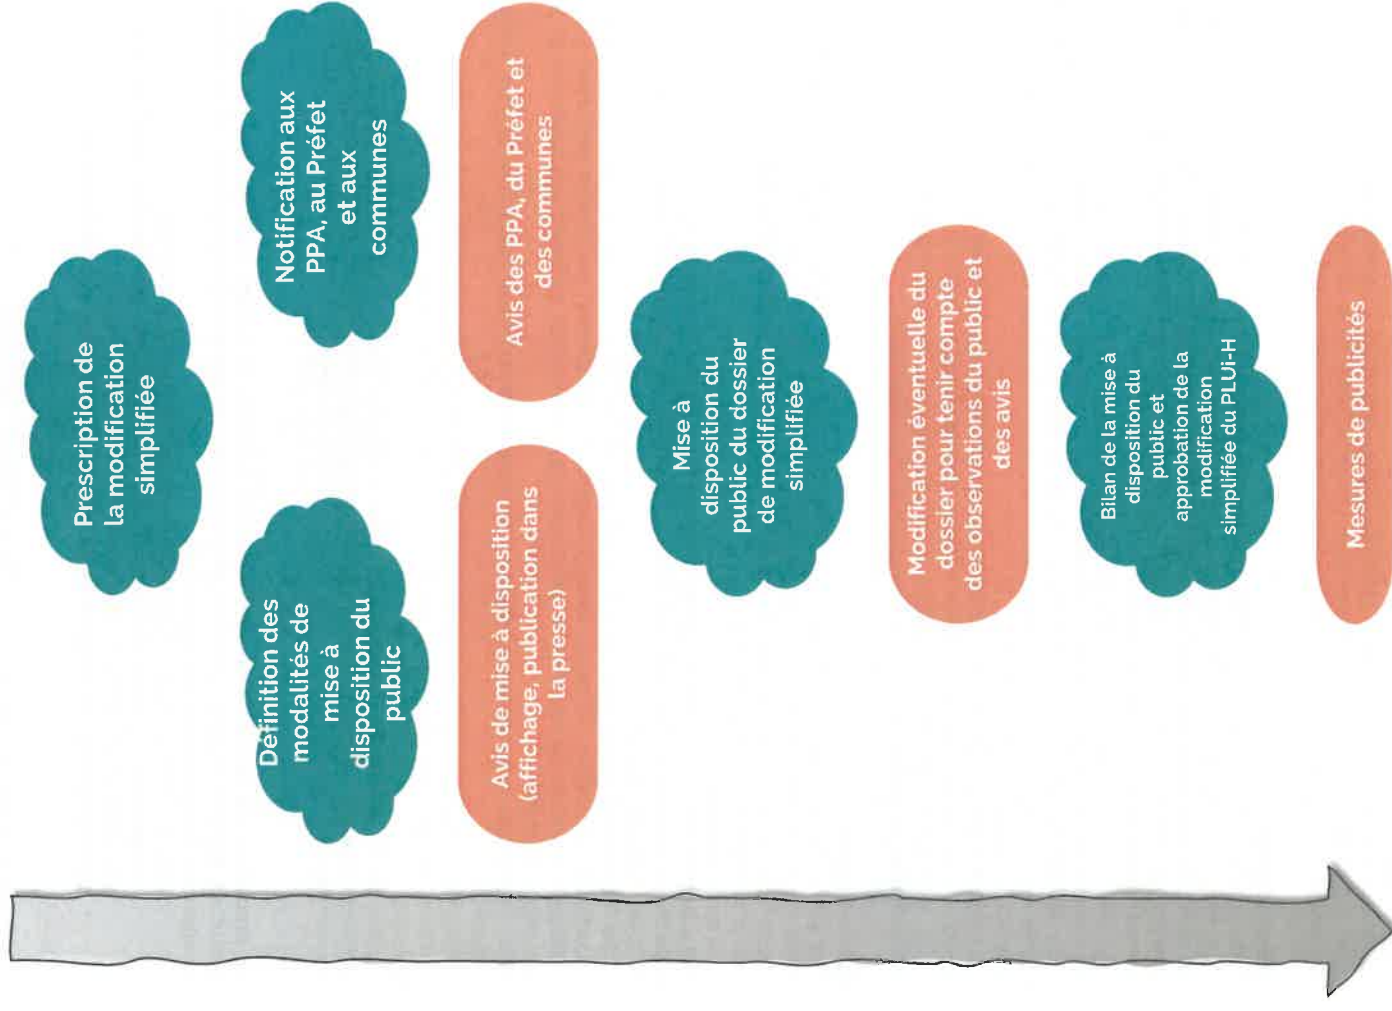 Prescription de
la modification
simplifiée
Définition des
modalités de
mise à
disposition du
public
Notification aux
PPA, au Préfet
et aux
communes
Avis de mise à disposition
(affichage, publication dans
la presse)
Avis des PPA, du Préfet et
des communes
Mise à
disposition du
public du dossier
de modification
simplifiée
Modification éventuelle du
dossier pour tenir compte
des observations du public et
des avis
Bilan de la mise à
disposition du
public et
approbation de la
modification
simplifiée du PLUi-H
Mesures de publicités